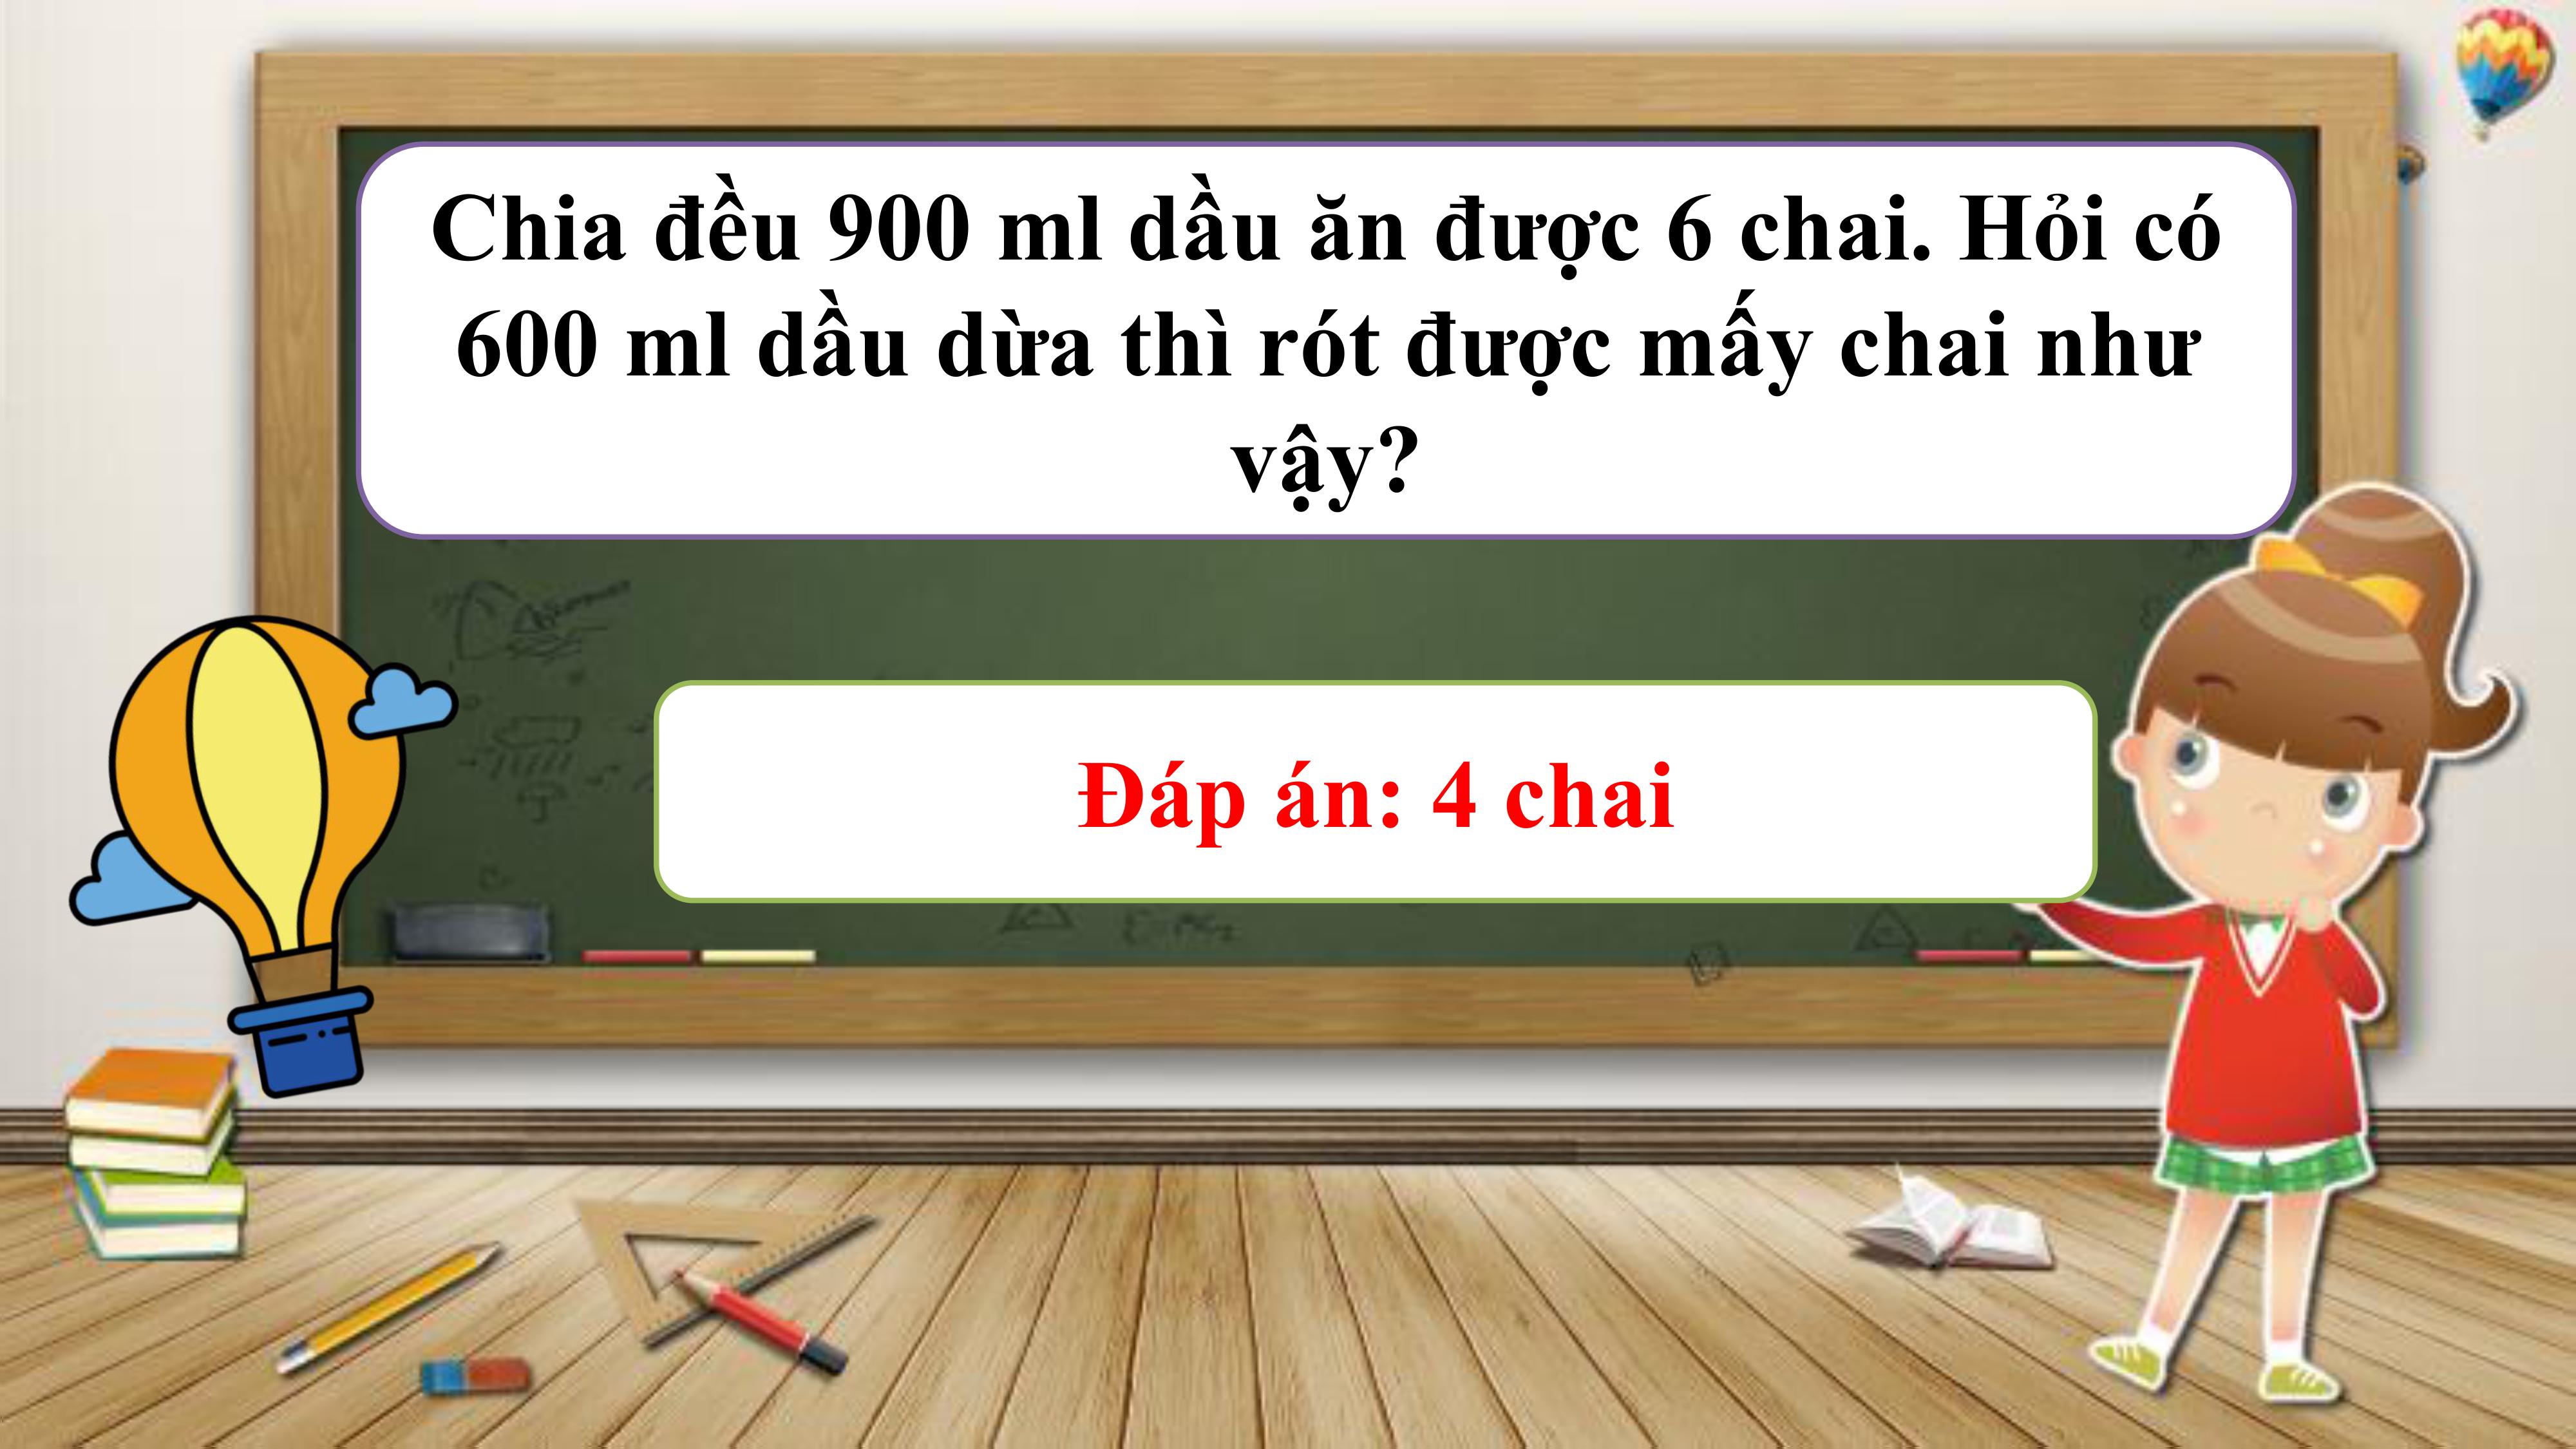 Chia đều 900 ml dầu ăn được 6 chai. Hỏi có
600 ml dầu dừa thì rót được mấy chai như
vậy?
Đáp án: 4 chai